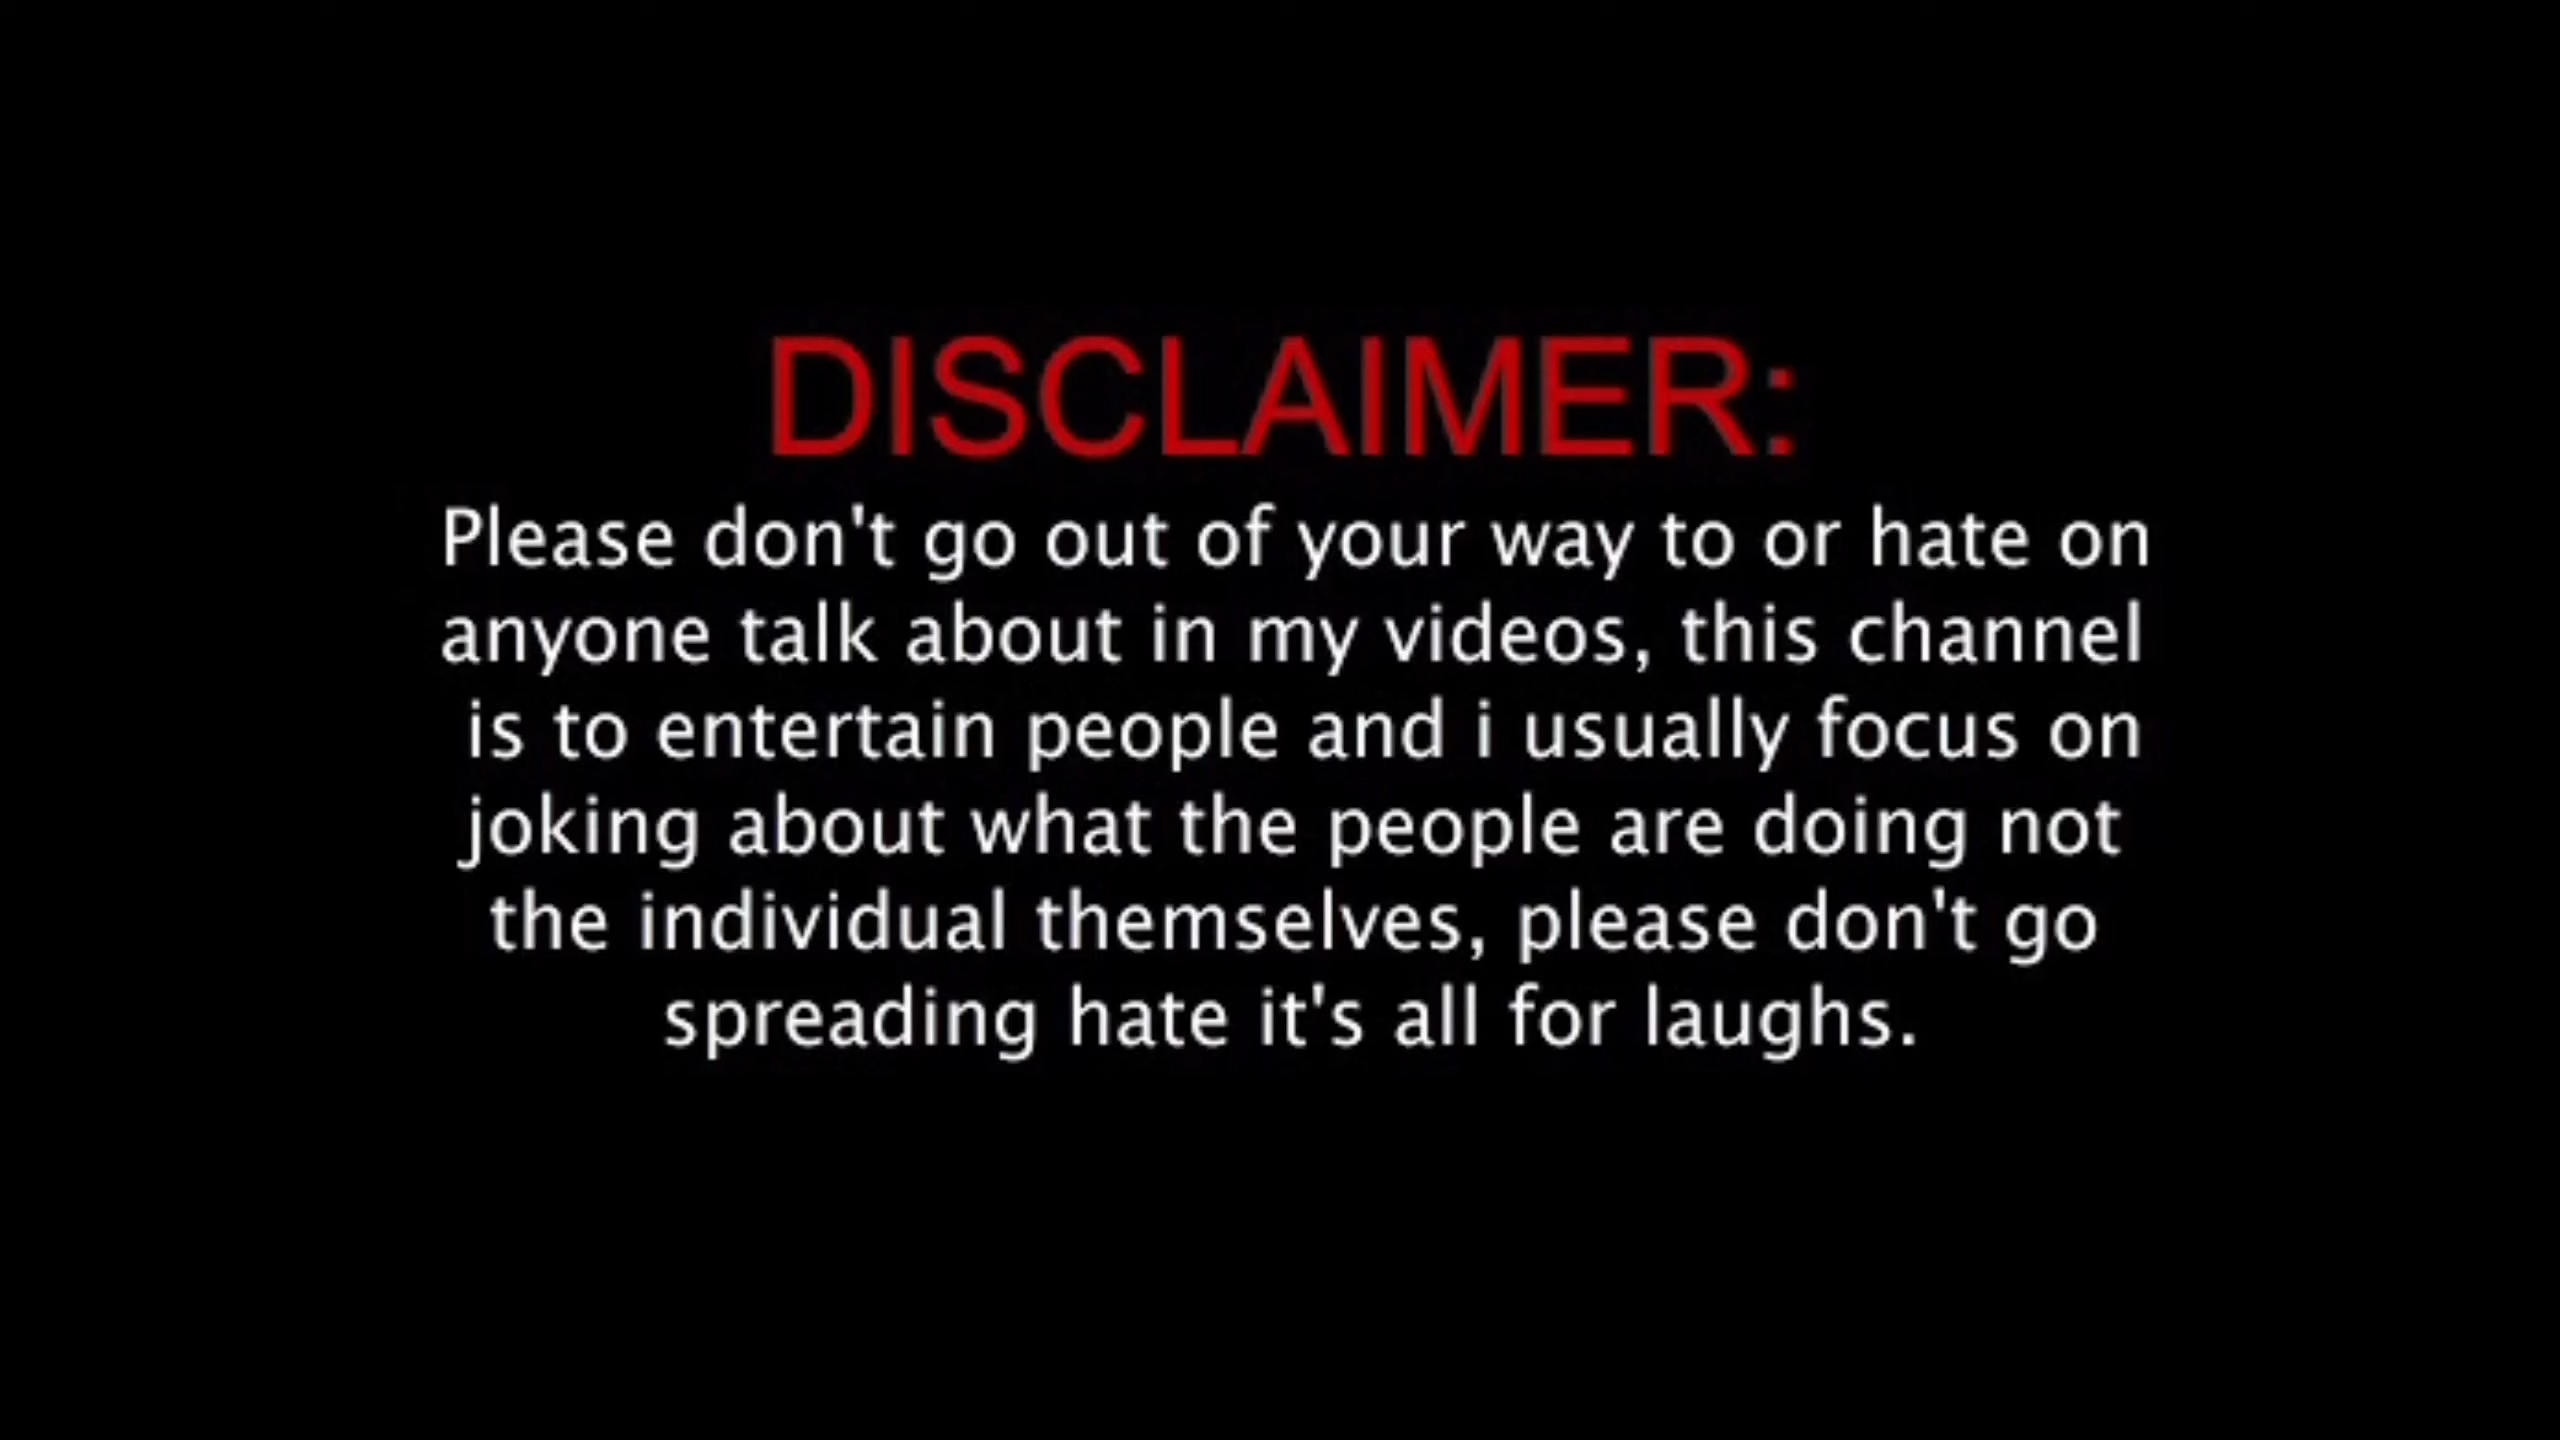 DISCLAIMER:
Please don't go out of your way to or hate on
anyone talk about in my videos, this channel
is to entertain people and i usually focus on
joking about what the people are doing not
the individual themselves, please don't go
spreading hate it's all for laughs.